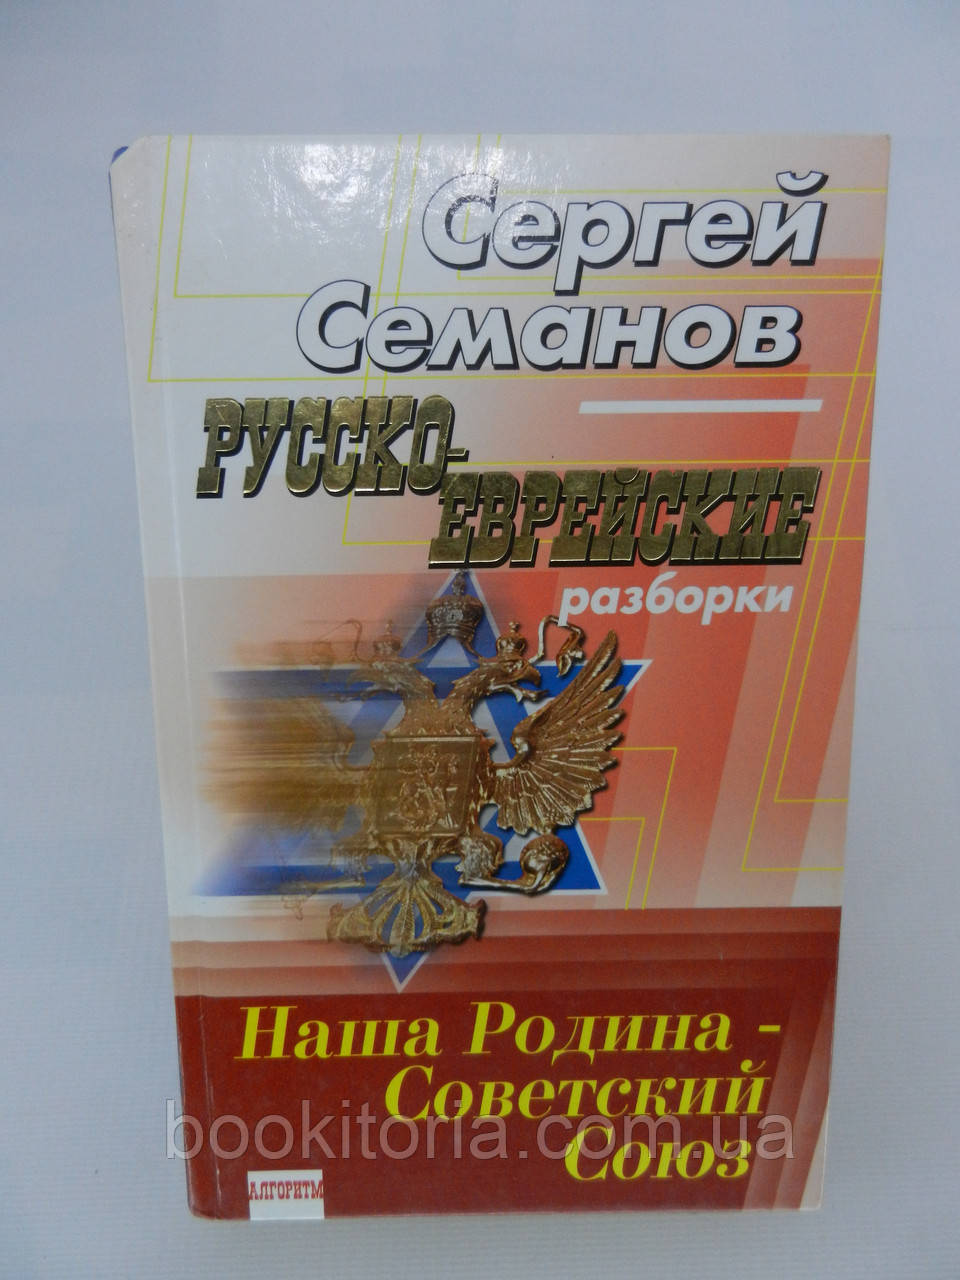 Сергей
Семанов
РУССКО-
ЕВРЕЙСКИЕ
разборки
Наша Родина -
Советский
Союз
bookitoria.com.ua
АЛГОРИТМ